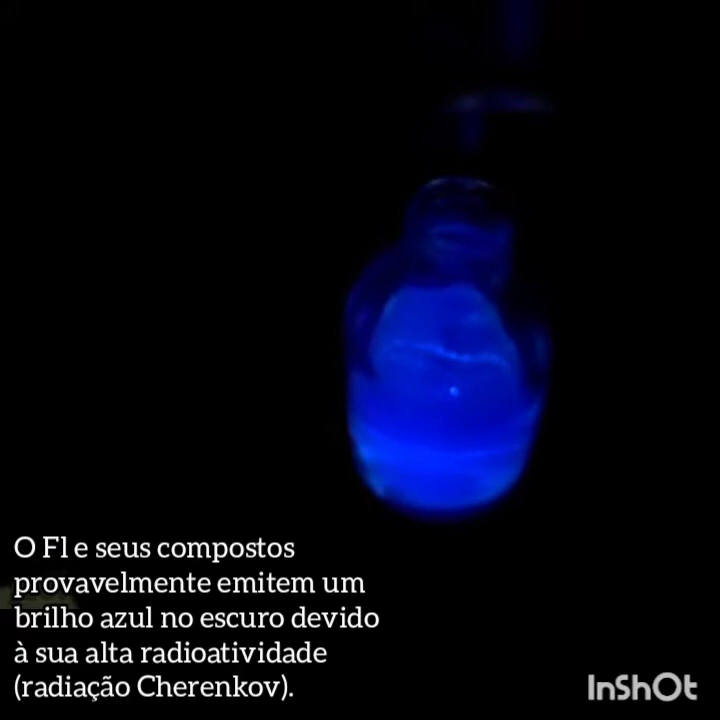 O Fl e seus compostos
provavelmente emitem um
brilho azul no escuro devido
à sua alta radioatividade
(radiação Cherenkov).
InShOt